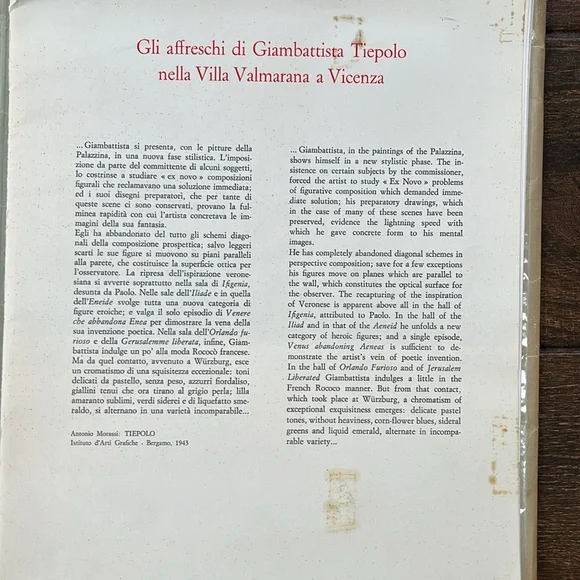 Gli affreschi di Giambattista Tiepolo
nella Villa Valmarana a Vicenza
...Giambattista si presenta, con le pitture della
Palazzina, in una nuova fase stilistica. L'imposi-
zione da parte del committente di alcuni soggetti,
lo costrinse a studiare « ex novo » composizioni
figurali che reclamavano una soluzione immediata;
ed i suoi disegni preparatori, che per tante di
queste scene ci sono conservati, provano la ful-
minea rapidità con cui l'artista concretava le im-
magini della sua fantasia.
Egli ha abbandonato del tutto gli schemi diago-
nali della composizione prospettica; salvo leggeri
scarti le sue figure si muovono su piani paralleli
alla parete, che costituisce la superficie ottica per
l'osservatore. La ripresa dell'ispirazione verone-
siana si avverte soprattutto nella sala di Ifigenia,
desunta da Paolo. Nelle sale dell'Iliade e in quella
dell'Eneide svolge tutta una nuova categoria di
figure eroiche; e valga il solo episodio di Venere
che abbandona Enea per dimostrare la vena della
sua invenzione poetica. Nella sala dell'Orlando fu-
rioso e della Gerusalemme liberata, infine, Giam-
battista indulge un po' alla moda Rococò francese.
Ma da quel contatto, avvenuto a Würzburg, esce
un cromatismo di una squisitezza eccezionale: toni
delicati da pastello, senza peso, azzurri fiordaliso,
giallini tenui che ora tirano al grigio perla; lilla
amaranto sublimi, verdi siderei e di liquefatto sme-
raldo, si alternano in una varietà incomparabile...
Antonio Morassi: TIEPOLO
Istituto d'Arti Grafiche - Bergamo, 1943
... Giambattista, in the paintings of the Palazzina,
shows himself in a new stylistic phase. The in-
sistence on certain subjects by the commissioner,
forced the artist to study « Ex Novo » problems
of figurative composition which demanded imme-
diate solution; his preparatory drawings, which
in the case of many of these scenes have been
preserved, evidence the lightning speed with
which he gave concrete form to his mental
images.
He has completely abandoned diagonal schemes in
perspective composition; save for a few exceptions
his figures move on planes which are parallel to
the wall, which constitutes the optical surface for
the observer. The recapturing of the inspiration
of Veronese is apparent above all in the hall of
Ifigenia, attributed to Paolo. In the hall of the
Iliad and in that of the Aeneid he unfolds a new
category of heroic figures; and a single episode,
Venus abandoning Aeneas is sufficient to de-
monstrate the artist's vein of poetic invention.
In the hall of Orlando Furioso and of Jerusalem
Liberated Giambattista indulges a little in the
French Rococo manner. But from that contact,
which took place at Würzburg, a chromatism of
exceptional exquisitness emerges: delicate pastel
tones, without heaviness, corn-flower blues, sideral
greens and liquid emerald, alternate in incompa-
rable variety...